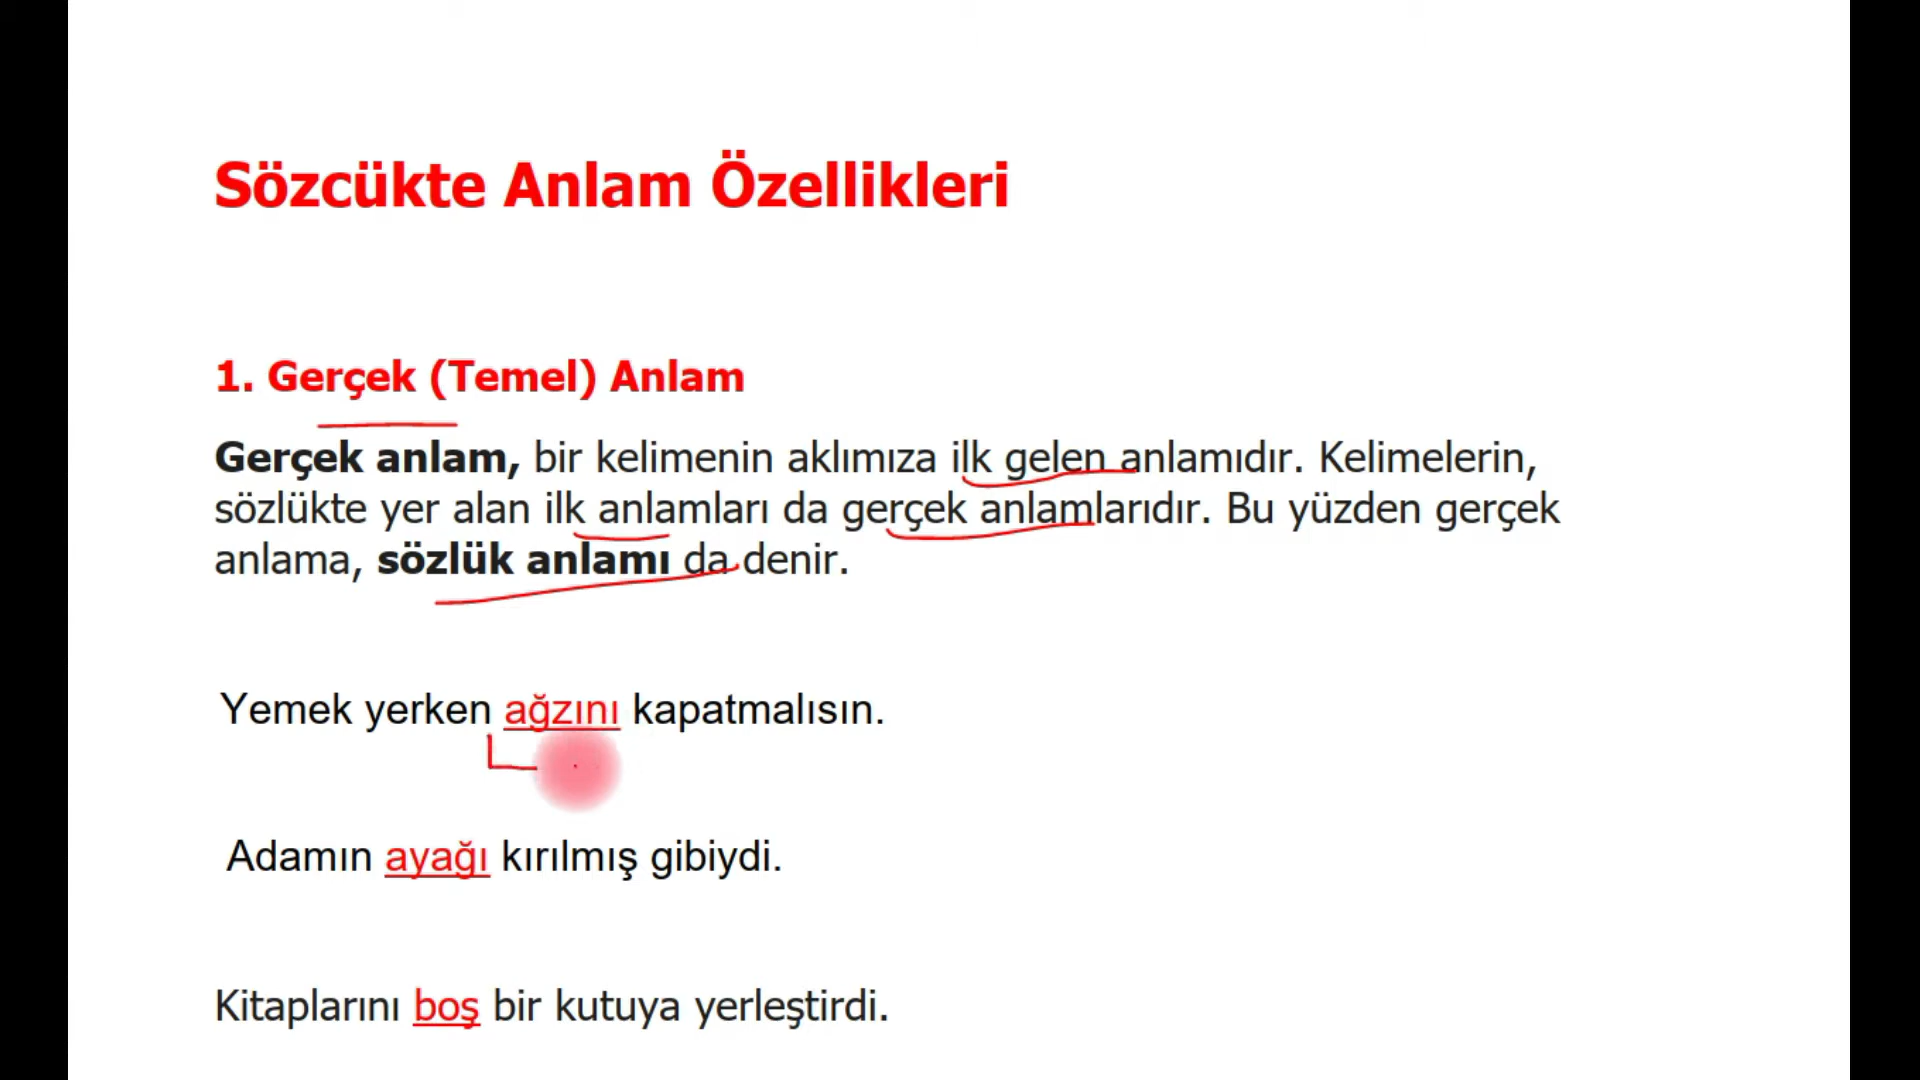 Sözcükte Anlam Özellikleri
1. Gerçek (Temel) Anlam
Gerçek anlam, bir kelimenin aklımıza ilk gelen anlamıdır. Kelimelerin,
sözlükte yer alan ilk anlamları da gerçek anlamlarıdır. Bu yüzden gerçek
anlama, sözlük anlamı da denir.
Yemek yerken ağzını kapatmalısın.
Adamın ayağı kırılmış gibiydi.
Kitaplarını boş bir kutuya yerleştirdi.